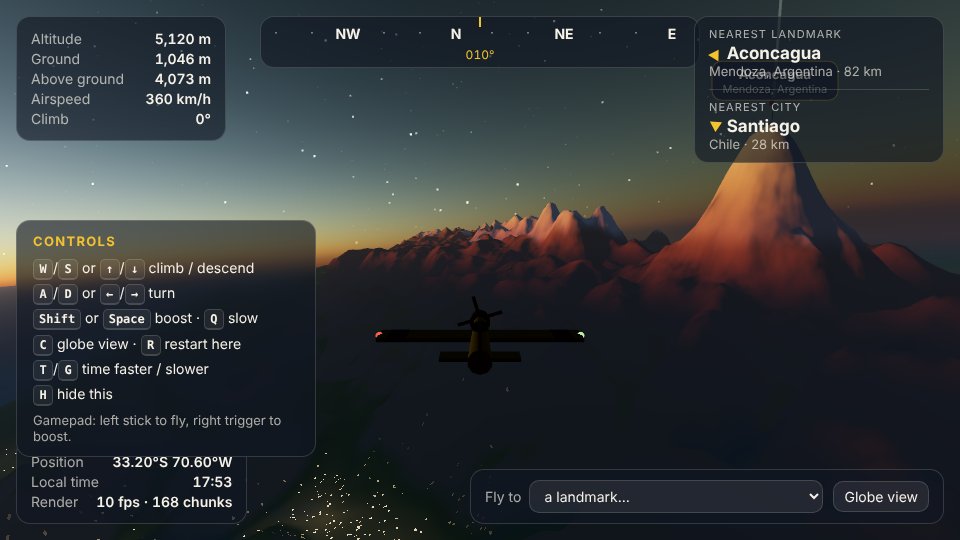 Altitude 5,120 m
Ground 1,046 m
Above ground 4,073 m
Airspeed 360 km/h
Climb 0°
NW N NE E
010°
NEAREST LANDMARK
◀ Aconcagua
Mendoza, Argentina · 82 km
Aconcagua
Mendoza, Argentina
NEAREST CITY
▼ Santiago
Chile · 28 km
CONTROLS
W/S or ↑/↓ climb / descend
A/D or ←/→ turn
Shift or Space boost · Q slow
C globe view · R restart here
T/G time faster / slower
H hide this
Gamepad: left stick to fly, right trigger to
boost.
Position 33.20°S 70.60°W
Local time 17:53
Render 10 fps · 168 chunks
Fly to a landmark... Globe view